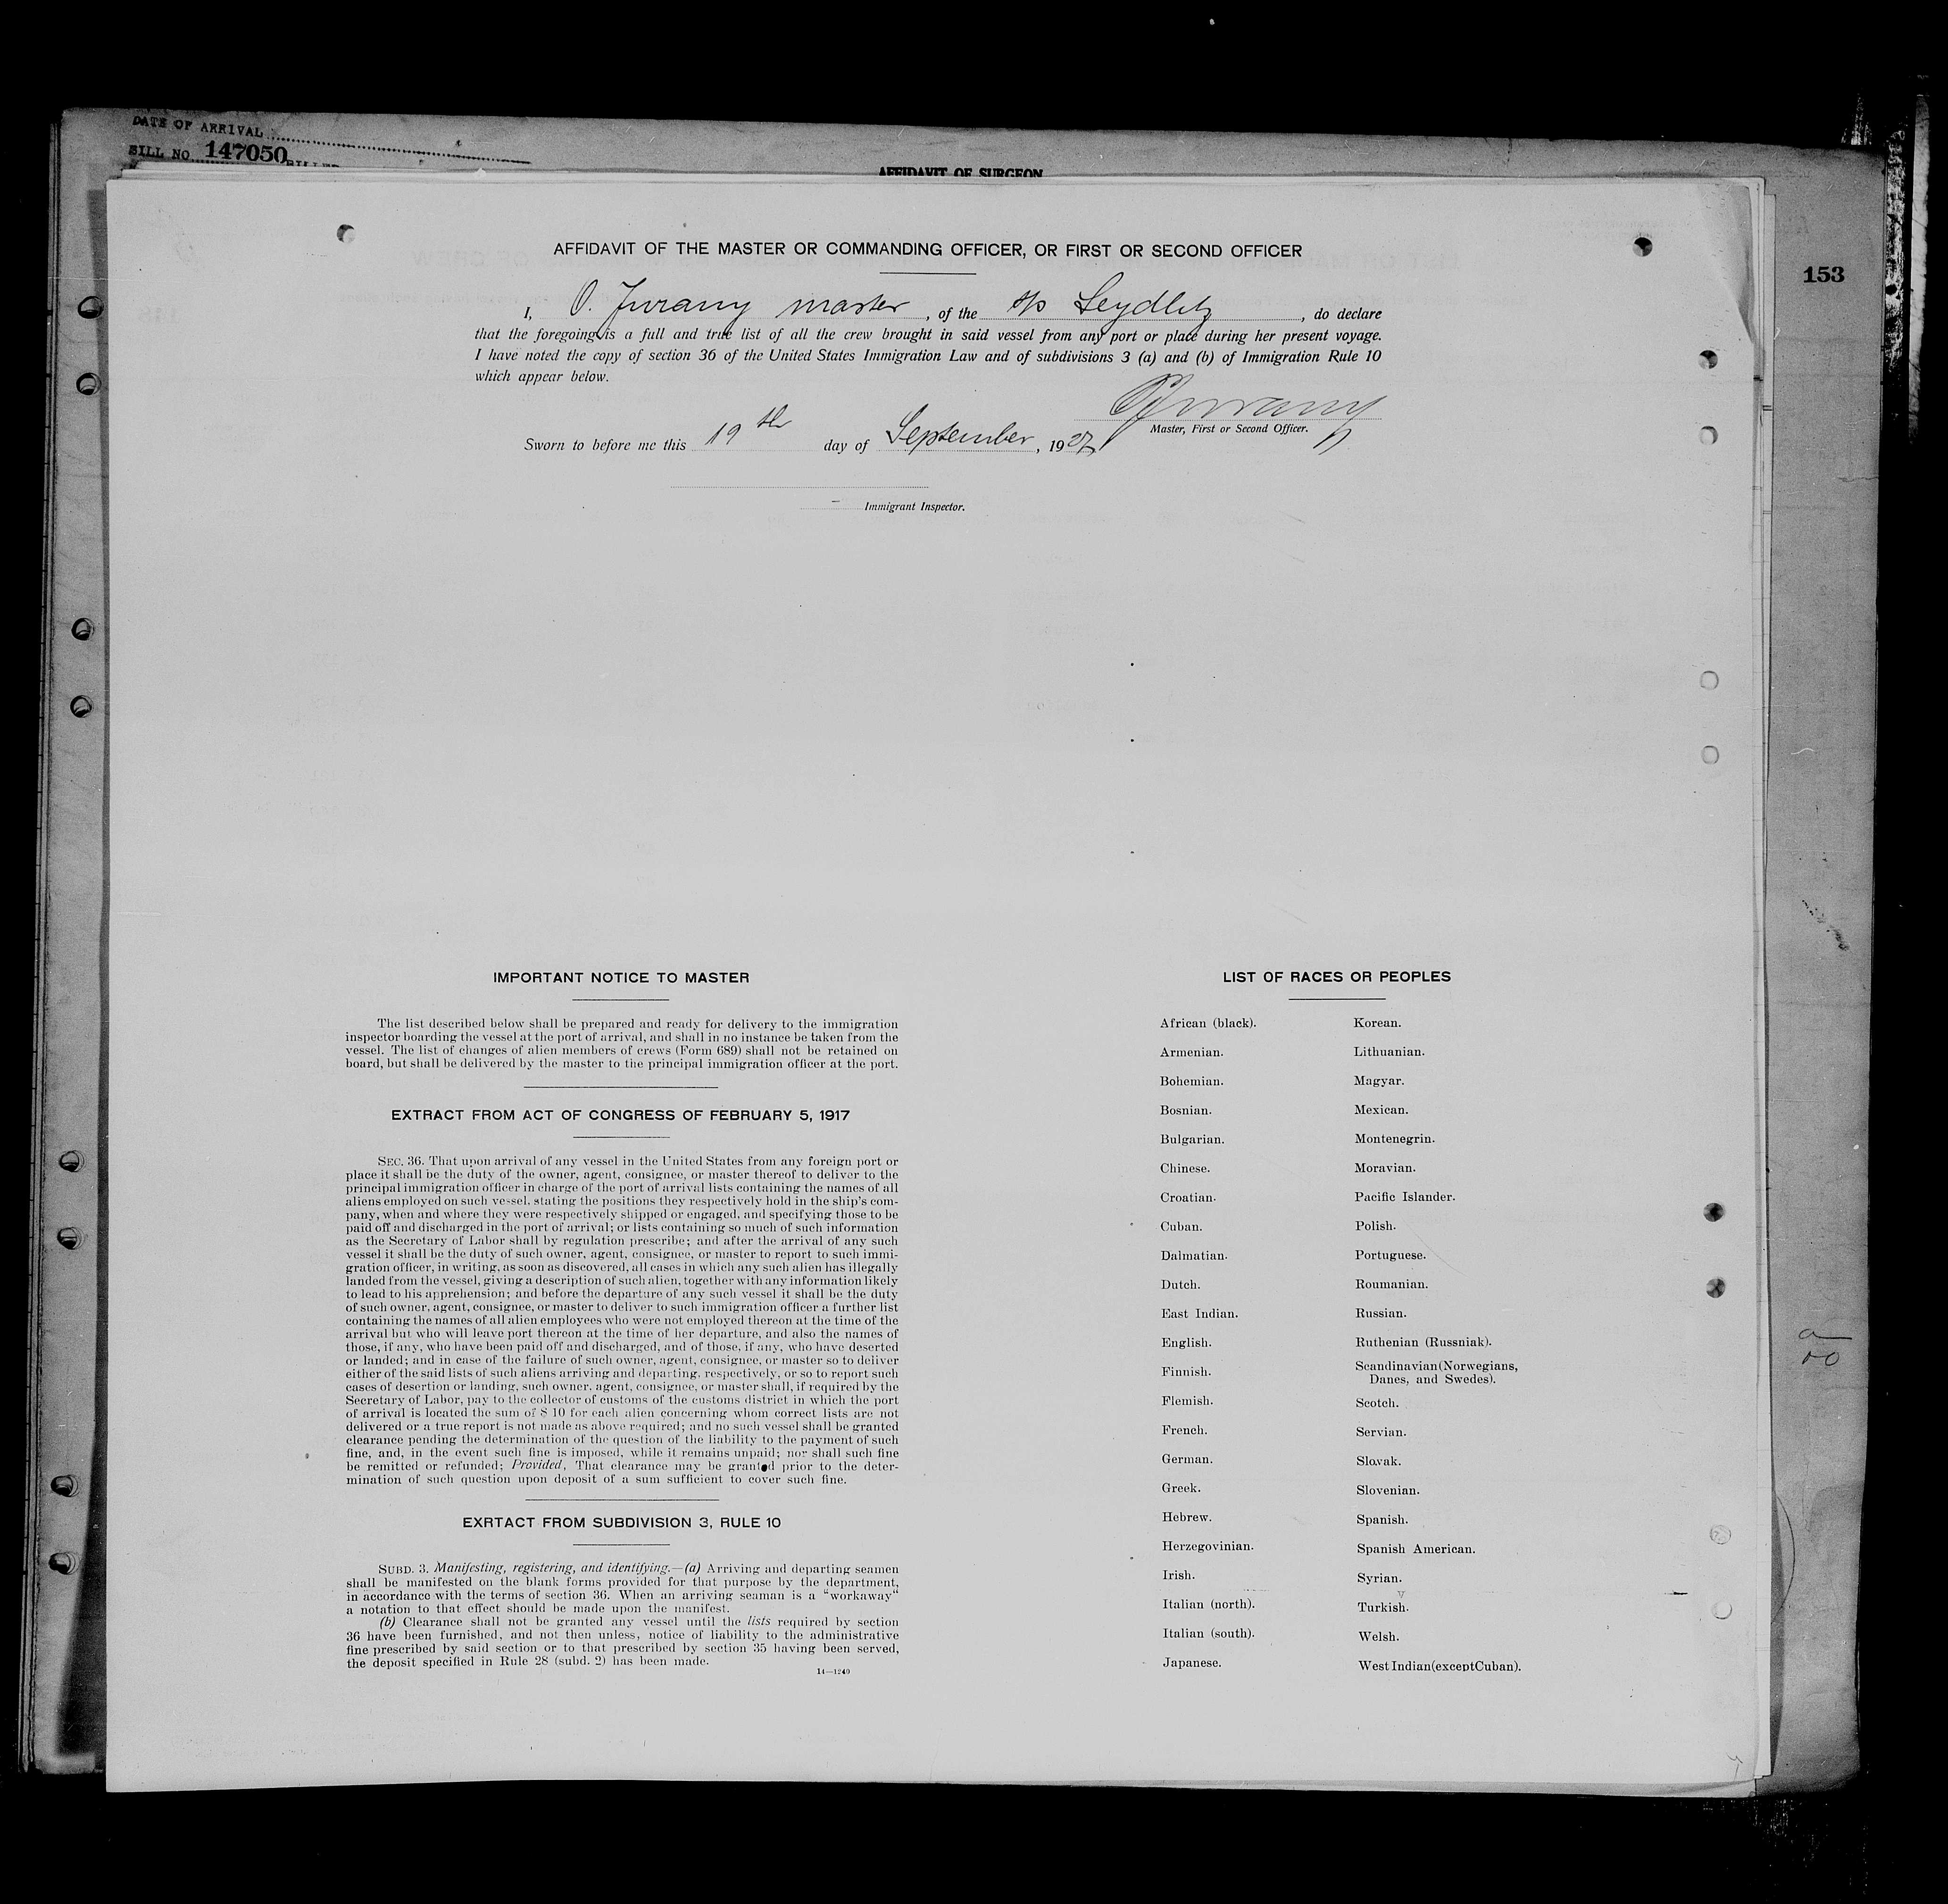 DATE OF ARRIVAL
BILL NO. 147050
AFFIDAVIT OF SURGEON
153
AFFIDAVIT OF THE MASTER OR COMMANDING OFFICER, OR FIRST OR SECOND OFFICER
I, O. Jurany master, of the s/s Seydlitz, do declare
that the foregoing is a full and true list of all the crew brought in said vessel from any port or place during her present voyage.
I have noted the copy of section 36 of the United States Immigration Law and of subdivisions 3 (a) and (b) of Immigration Rule 10
which appear below.
OJurany
Master, First or Second Officer.
Sworn to before me this 19th day of September, 1927
Immigrant Inspector.
IMPORTANT NOTICE TO MASTER
The list described below shall be prepared and ready for delivery to the immigration
inspector boarding the vessel at the port of arrival, and shall in no instance be taken from the
vessel. The list of changes of alien members of crews (Form 689) shall not be retained on
board, but shall be delivered by the master to the principal immigration officer at the port.
EXTRACT FROM ACT OF CONGRESS OF FEBRUARY 5, 1917
SEC. 36. That upon arrival of any vessel in the United States from any foreign port or
place it shall be the duty of the owner, agent, consignee, or master thereof to deliver to the
principal immigration officer in charge of the port of arrival lists containing the names of all
aliens employed on such vessel, stating the positions they respectively hold in the ship's com-
pany, when and where they were respectively shipped or engaged, and specifying those to be
paid off and discharged in the port of arrival; or lists containing so much of such information
as the Secretary of Labor shall by regulation prescribe; and after the arrival of any such
vessel it shall be the duty of such owner, agent, consignee, or master to report to such immi-
gration officer, in writing, as soon as discovered, all cases in which any such alien has illegally
landed from the vessel, giving a description of such alien, together with any information likely
to lead to his apprehension; and before the departure of any such vessel it shall be the duty
of such owner, agent, consignee, or master to deliver to such immigration officer a further list
containing the names of all alien employees who were not employed thereon at the time of the
arrival but who will leave port thereon at the time of her departure, and also the names of
those, if any, who have been paid off and discharged, and of those, if any, who have deserted
or landed; and in case of the failure of such owner, agent, consignee, or master so to deliver
either of the said lists of such aliens arriving and departing, respectively, or so to report such
cases of desertion or landing, such owner, agent, consignee, or master shall, if required by the
Secretary of Labor, pay to the collector of customs of the customs district in which the port
of arrival is located the sum of $ 10 for each alien concerning whom correct lists are not
delivered or a true report is not made as above required; and no such vessel shall be granted
clearance pending the determination of the question of the liability to the payment of such
fine, and, in the event such fine is imposed, while it remains unpaid; nor shall such fine
be remitted or refunded; Provided, That clearance may be granted prior to the deter-
mination of such question upon deposit of a sum sufficient to cover such fine.
EXRTACT FROM SUBDIVISION 3, RULE 10
SUBD. 3. Manifesting, registering, and identifying.—(a) Arriving and departing seamen
shall be manifested on the blank forms provided for that purpose by the department,
in accordance with the terms of section 36. When an arriving seaman is a "workaway"
a notation to that effect should be made upon the manifest.
(b) Clearance shall not be granted any vessel until the lists required by section
36 have been furnished, and not then unless, notice of liability to the administrative
fine prescribed by said section or to that prescribed by section 35 having been served,
the deposit specified in Rule 28 (subd. 2) has been made.
14—1240
LIST OF RACES OR PEOPLES
African (black).
Armenian.
Bohemian.
Bosnian.
Bulgarian.
Chinese.
Croatian.
Cuban.
Dalmatian.
Dutch.
East Indian.
English.
Finnish.
Flemish.
French.
German.
Greek.
Hebrew.
Herzegovinian.
Irish.
Italian (north).
Italian (south).
Japanese.
Korean.
Lithuanian.
Magyar.
Mexican.
Montenegrin.
Moravian.
Pacific Islander.
Polish.
Portuguese.
Roumanian.
Russian.
Ruthenian (Russniak).
Scandinavian (Norwegians,
Danes, and Swedes).
Scotch.
Servian.
Slovak.
Slovenian.
Spanish.
Spanish American.
Syrian.
Turkish.
Welsh.
West Indian (except Cuban).